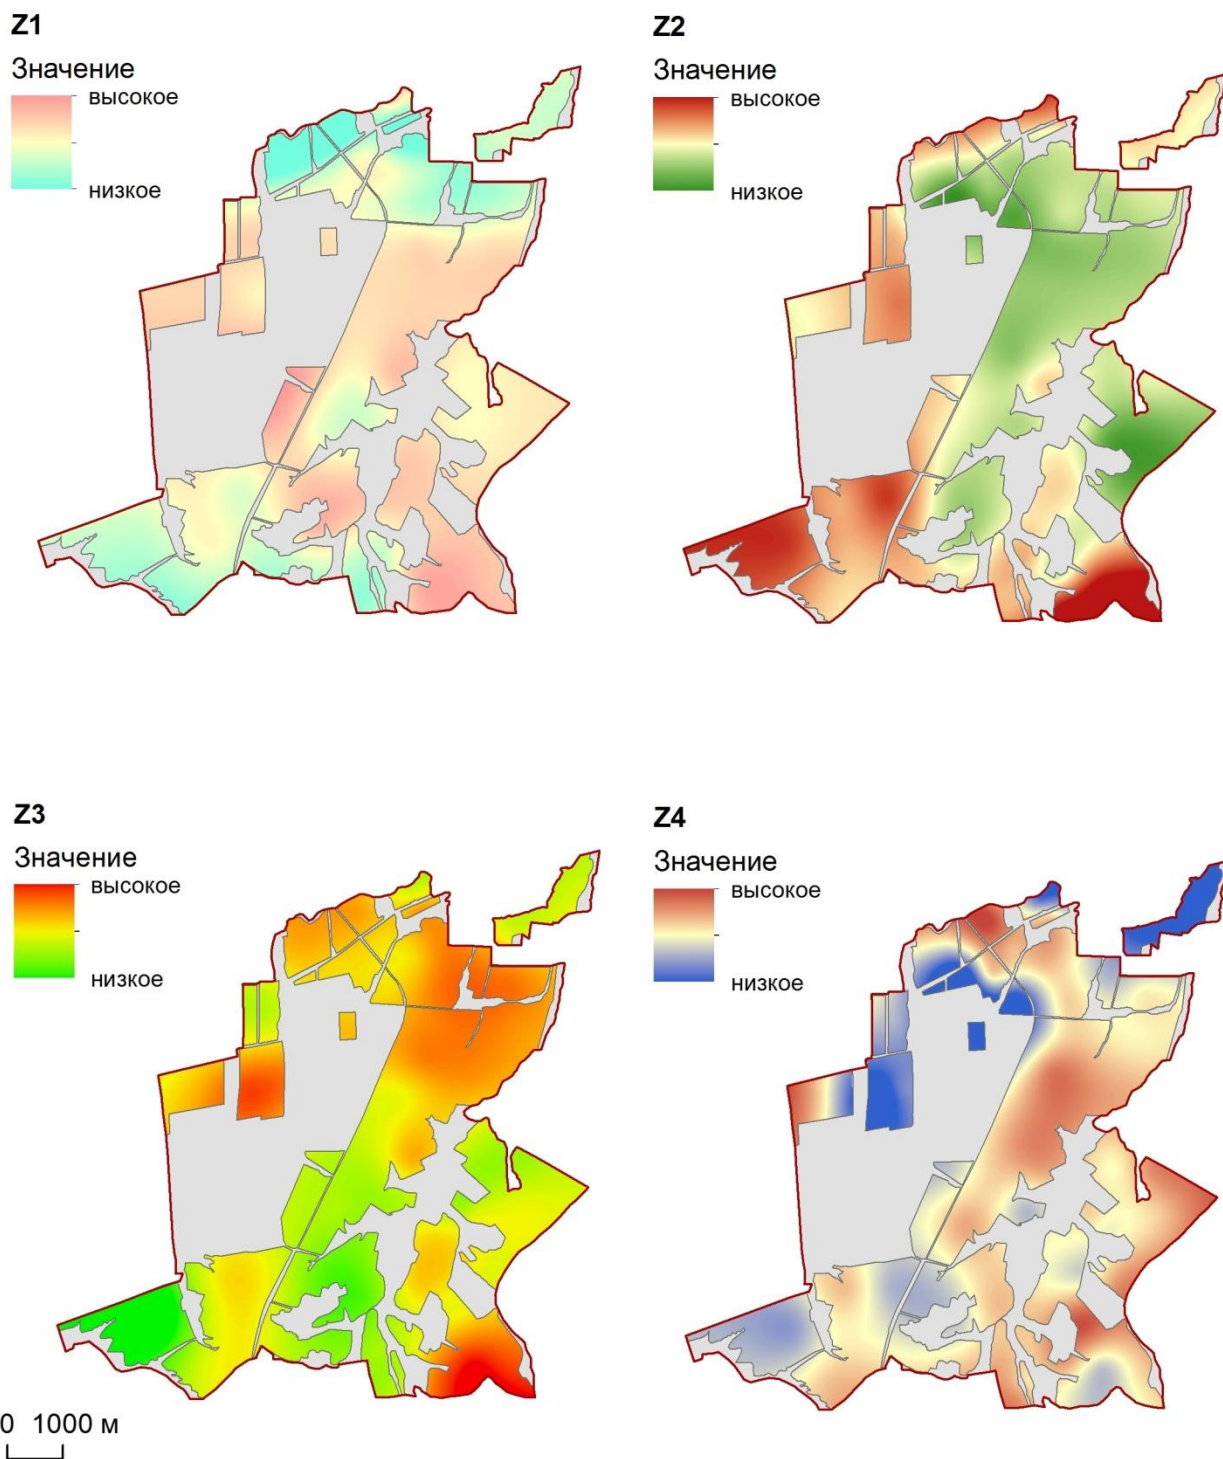 Z1
Значение
высокое
низкое
Z2
Значение
высокое
низкое
Z3
Значение
высокое
низкое
Z4
Значение
высокое
низкое
0 1000 м